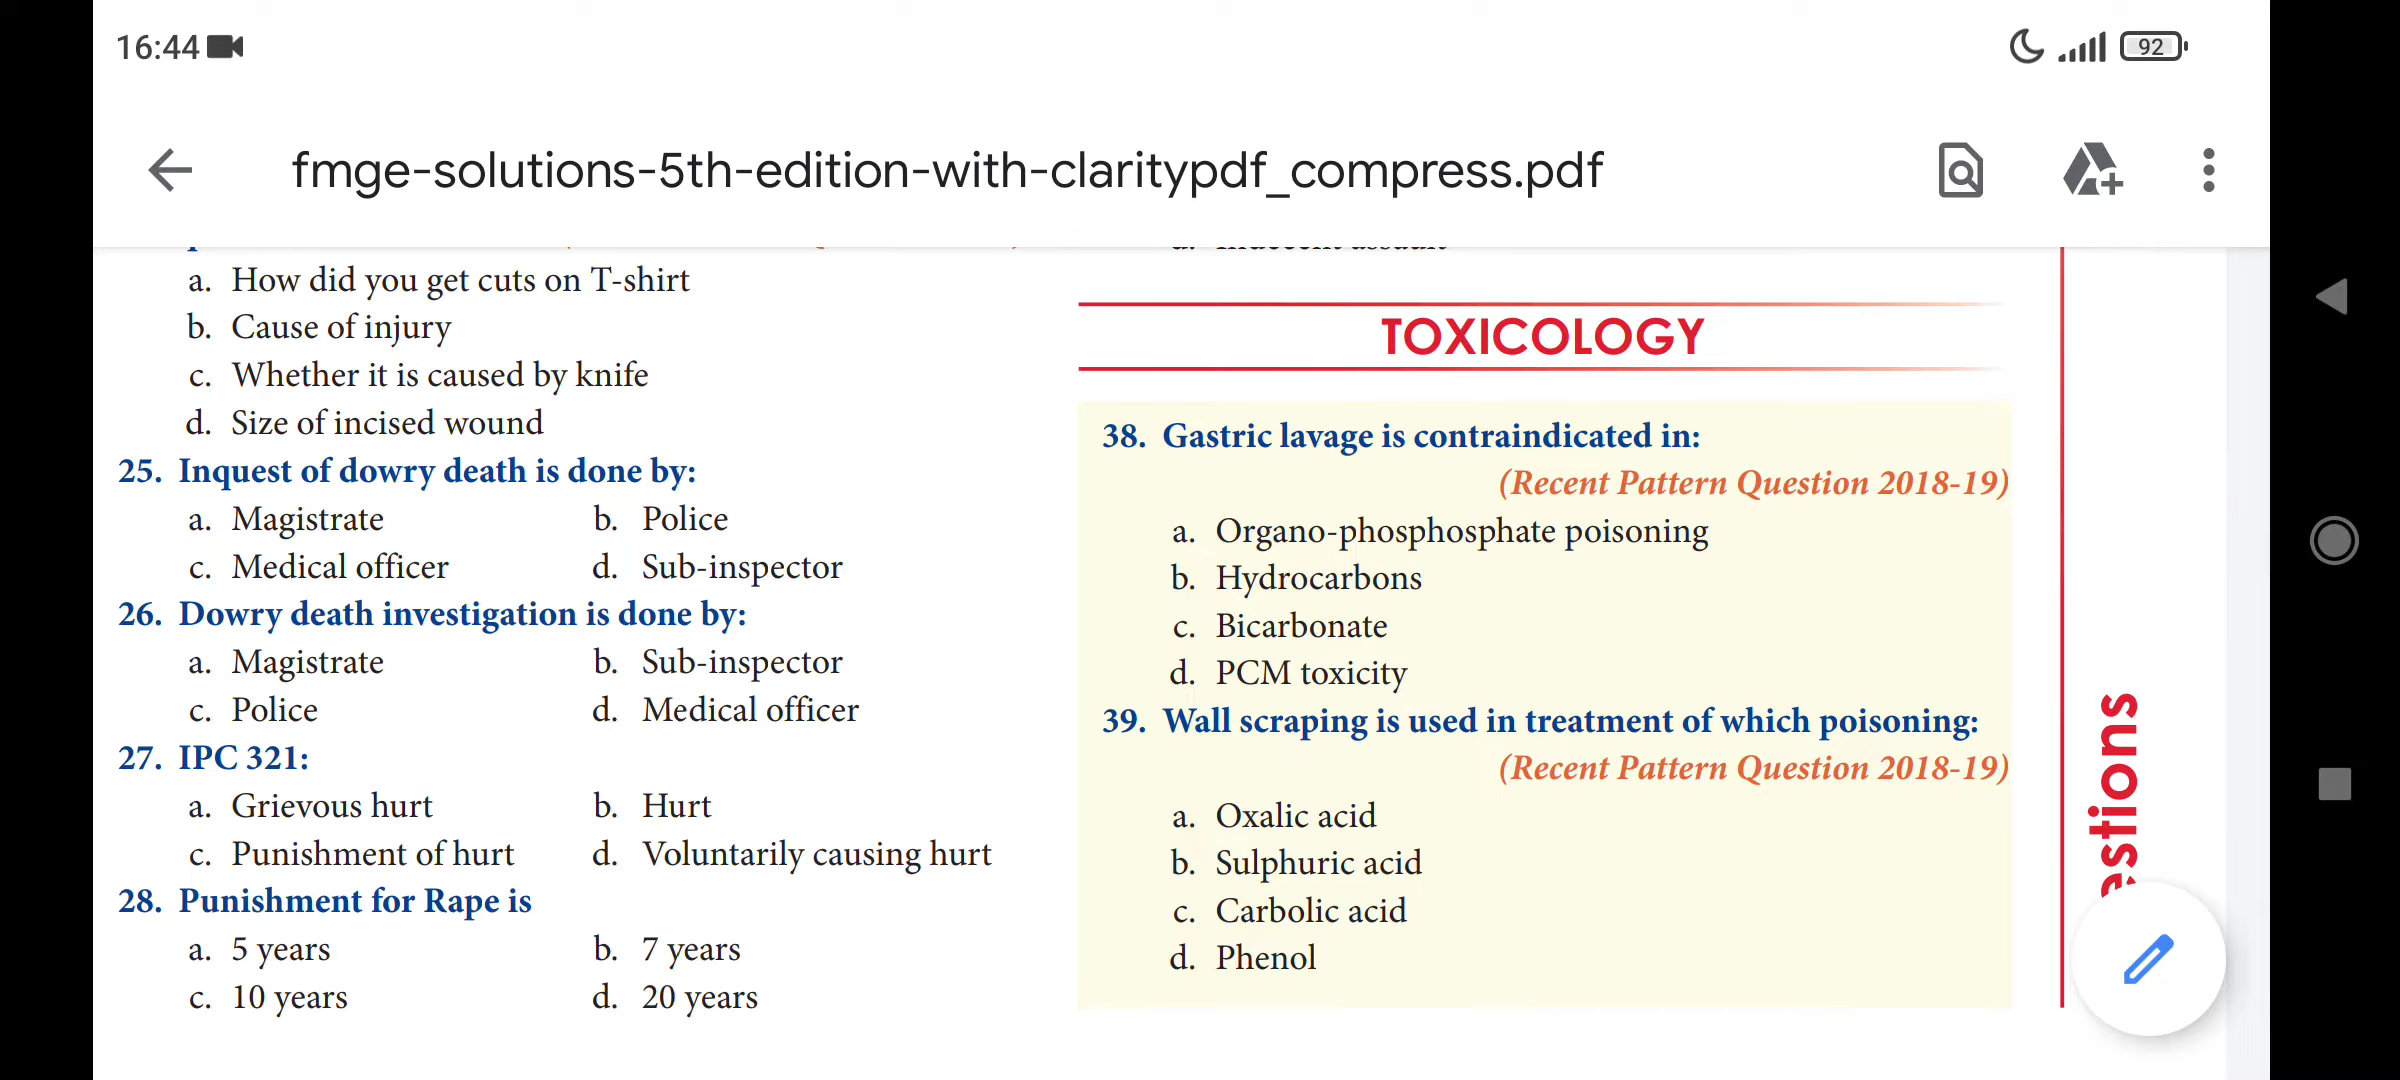 16:44
92
fmge-solutions-5th-edition-with-claritypdf_compress.pdf
a. How did you get cuts on T-shirt
b. Cause of injury
c. Whether it is caused by knife
d. Size of incised wound
25. Inquest of dowry death is done by:
a. Magistrate b. Police
c. Medical officer d. Sub-inspector
26. Dowry death investigation is done by:
a. Magistrate b. Sub-inspector
c. Police d. Medical officer
27. IPC 321:
a. Grievous hurt b. Hurt
c. Punishment of hurt d. Voluntarily causing hurt
28. Punishment for Rape is
a. 5 years b. 7 years
c. 10 years d. 20 years
TOXICOLOGY
38. Gastric lavage is contraindicated in:
(Recent Pattern Question 2018-19)
a. Organo-phosphosphate poisoning
b. Hydrocarbons
c. Bicarbonate
d. PCM toxicity
39. Wall scraping is used in treatment of which poisoning:
(Recent Pattern Question 2018-19)
a. Oxalic acid
b. Sulphuric acid
c. Carbolic acid
d. Phenol